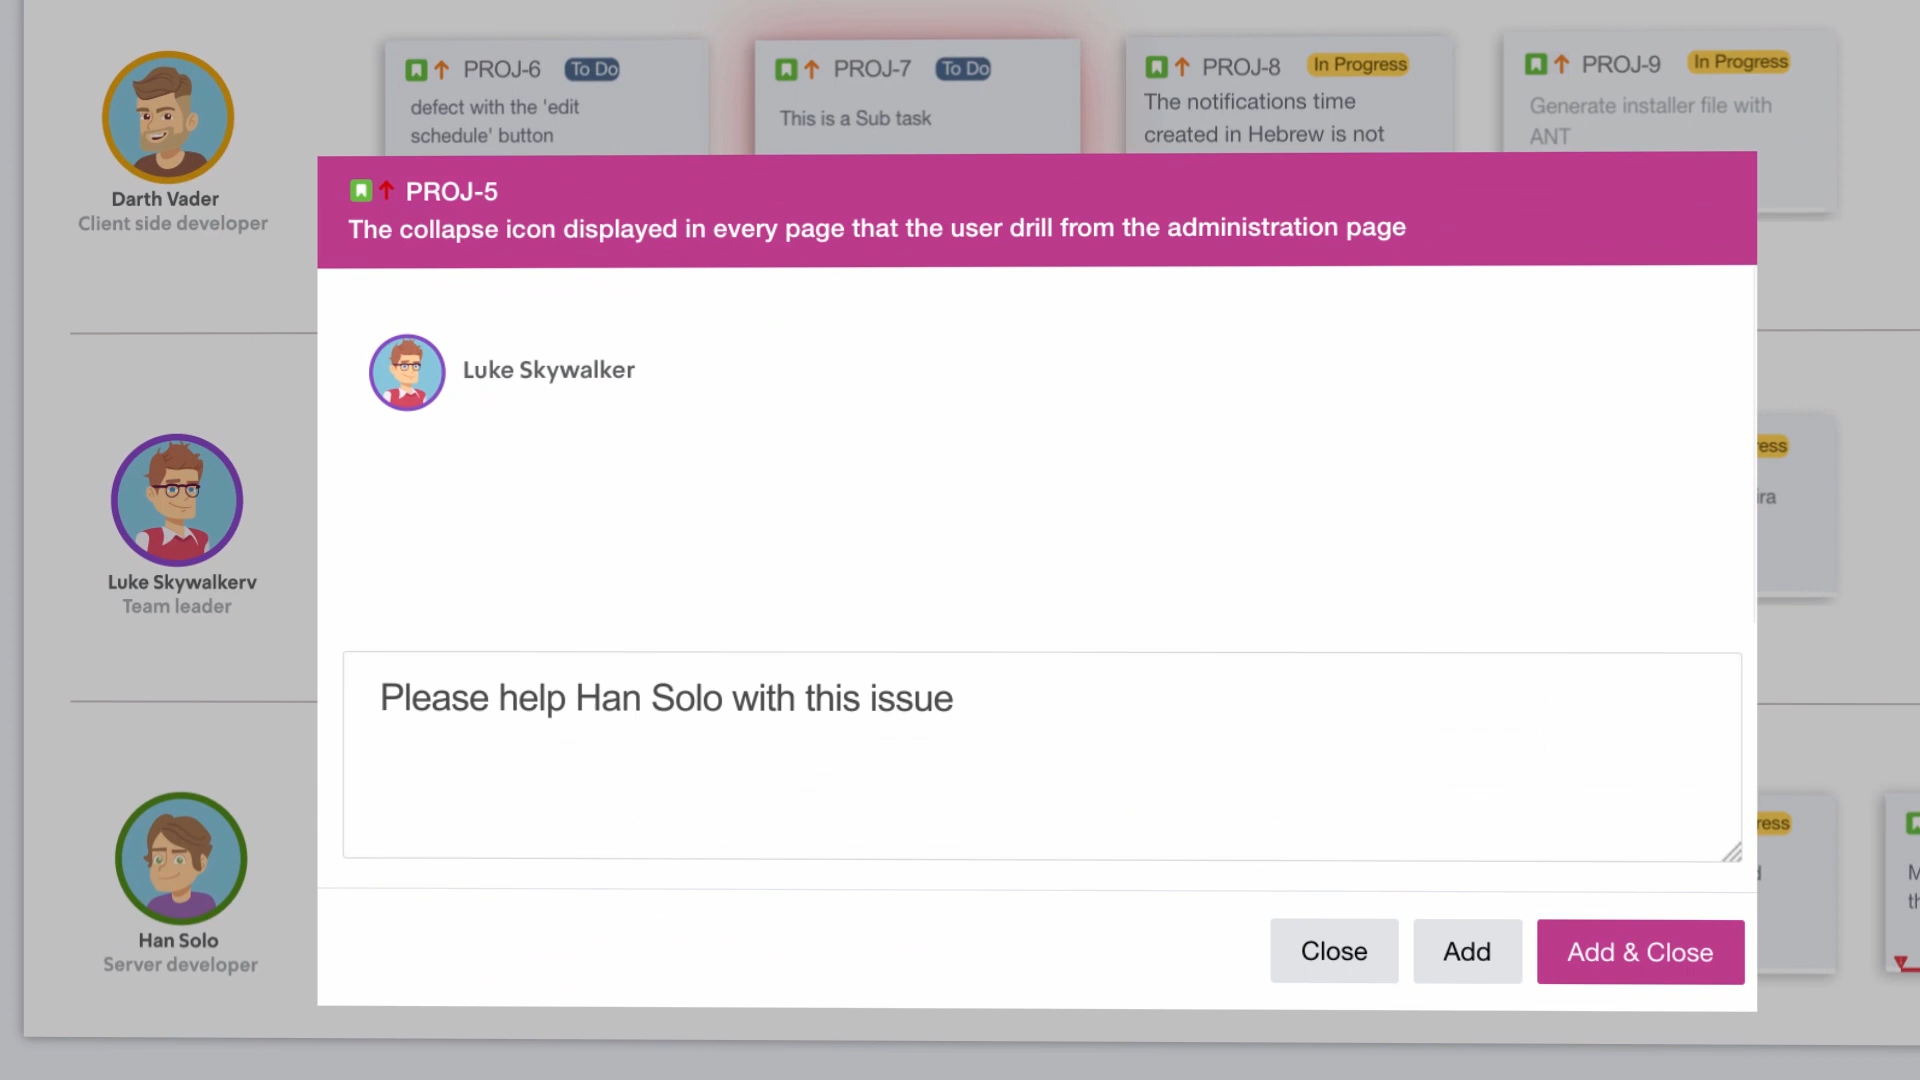 PROJ-6 To Do
defect with the 'edit
schedule' button
PROJ-7 To Do
This is a Sub task
PROJ-8 In Progress
The notifications time
created in Hebrew is not
PROJ-9 In Progress
Generate installer file with
ANT
Darth Vader
Client side developer
PROJ-5
The collapse icon displayed in every page that the user drill from the administration page
Luke Skywalker
Luke Skywalkerv
Team leader
Please help Han Solo with this issue
Han Solo
Server developer
Close Add Add & Close